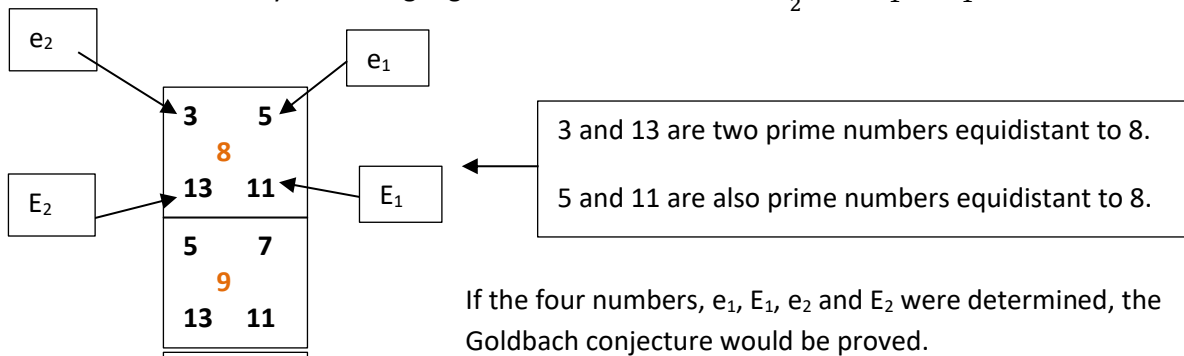 e₂
e₁
3 5
8
13 11
E₂
E₁
3 and 13 are two prime numbers equidistant to 8.
5 and 11 are also prime numbers equidistant to 8.
5 7
9
13 11
If the four numbers, e₁, E₁, e₂ and E₂ were determined, the
Goldbach conjecture would be proved.